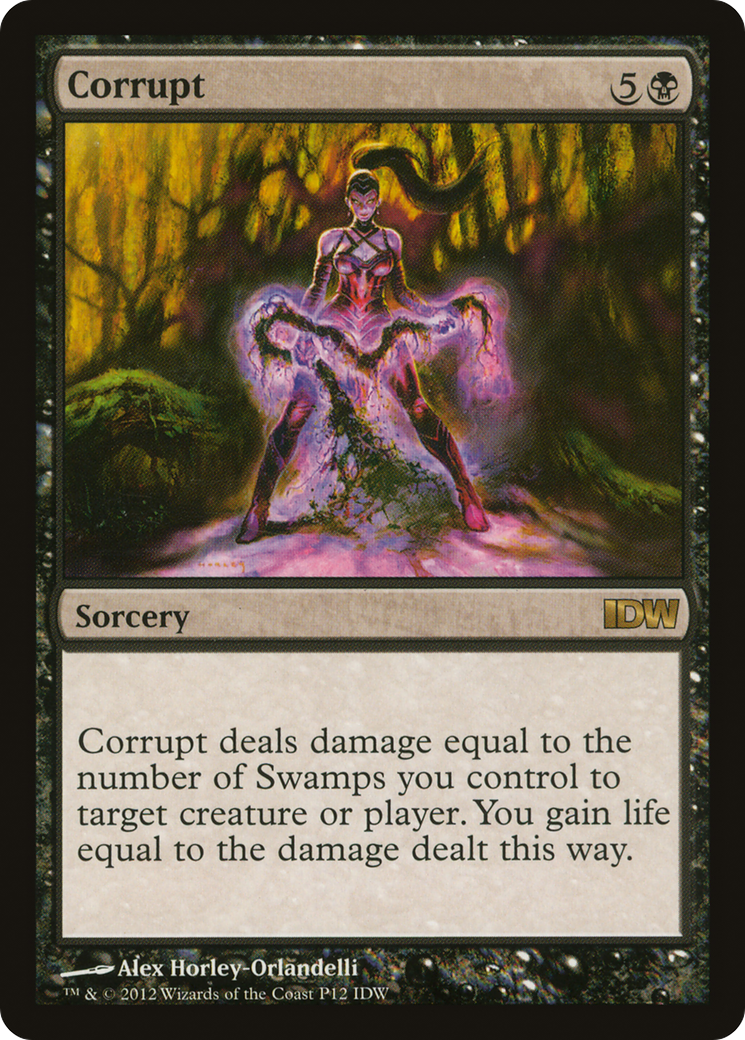 Corrupt 5
HORLEY
Sorcery IDW
Corrupt deals damage equal to the
number of Swamps you control to
target creature or player. You gain life
equal to the damage dealt this way.
Alex Horley-Orlandelli
™ & © 2012 Wizards of the Coast P12 IDW